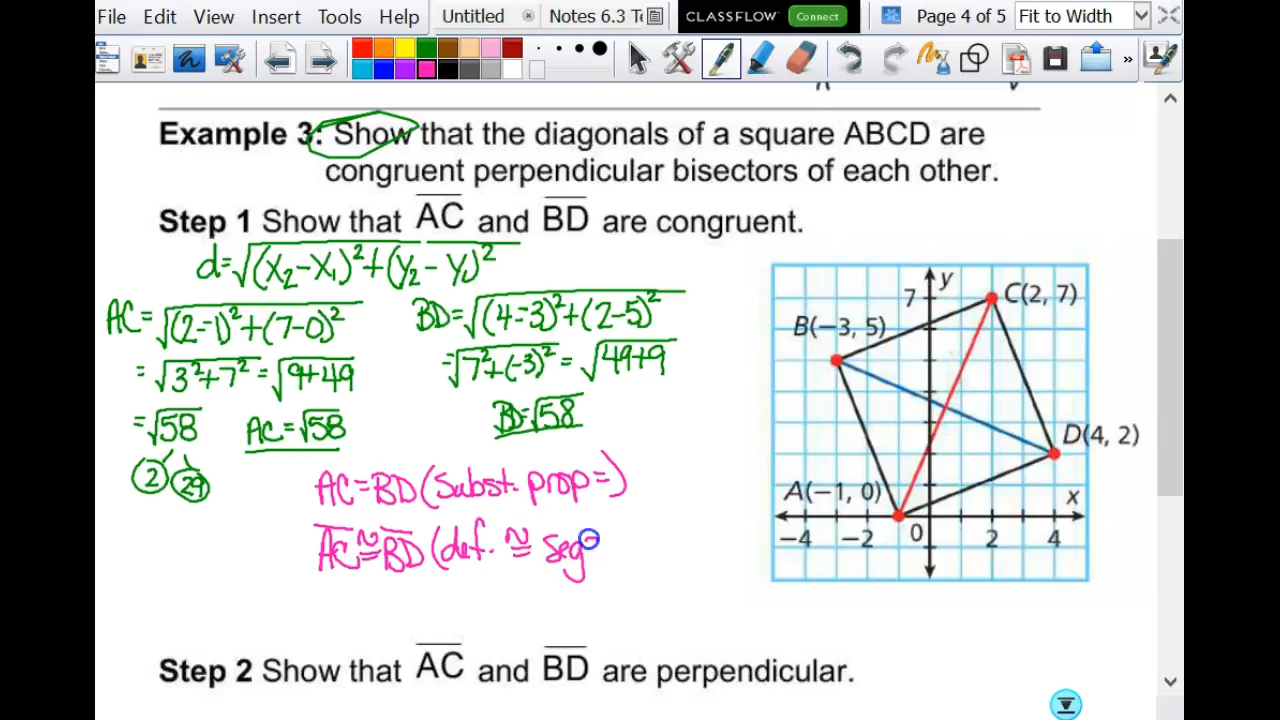 File Edit View Insert Tools Help Untitled Notes 6.3 Te CLASSFLOW Connect Page 4 of 5 Fit to Width
Example 3: Show that the diagonals of a square ABCD are
congruent perpendicular bisectors of each other.
Step 1 Show that AC and BD are congruent.
d=√(X₂-X₁)²+(Y₂-Y₁)²
AC=√(2--1)²+(7-0)²
=√3²+7²=√9+49
=√58 AC=√58
2 29
BD=√(4--3)²+(2-5)²
=√7²+(-3)²=√49+9
BD=√58
AC=BD (Subst. prop =)
AC≅BD (def. ≅ seg
y
7
C(2, 7)
B(−3, 5)
D(4, 2)
A(−1, 0)
x
−4 −2 0 2 4
Step 2 Show that AC and BD are perpendicular.